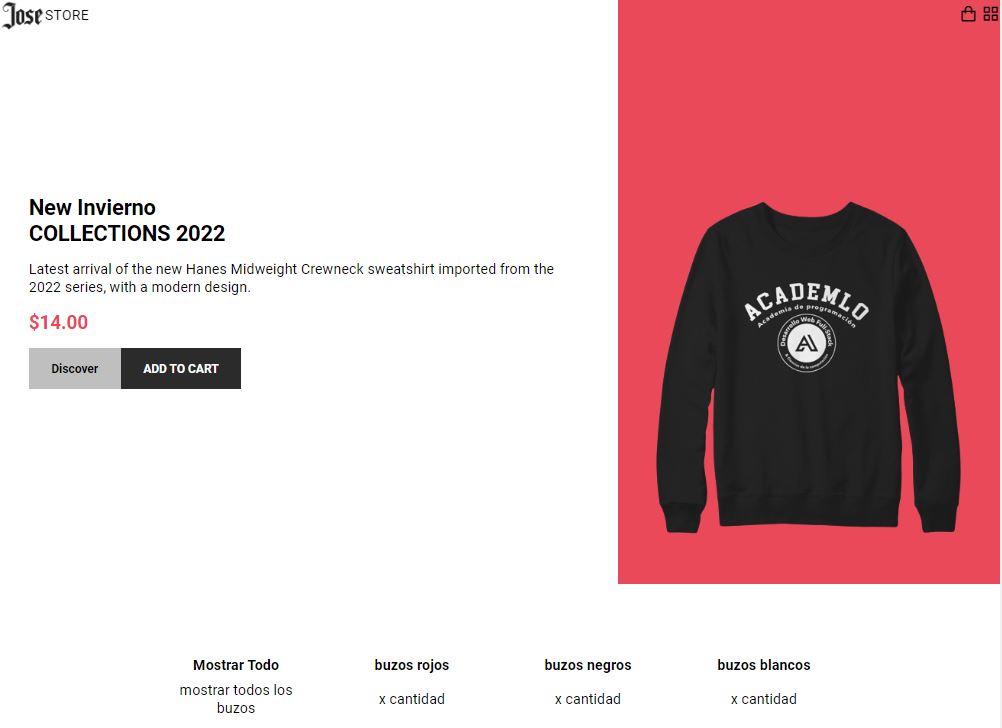 Jose STORE
New Invierno
COLLECTIONS 2022
Latest arrival of the new Hanes Midweight Crewneck sweatshirt imported from the
2022 series, with a modern design.
$14.00
Discover ADD TO CART
ACADEMLO
Academia de programación
Desarrollo Web Full-Stack
Mostrar Todo
mostrar todos los
buzos
buzos rojos
x cantidad
buzos negros
x cantidad
buzos blancos
x cantidad